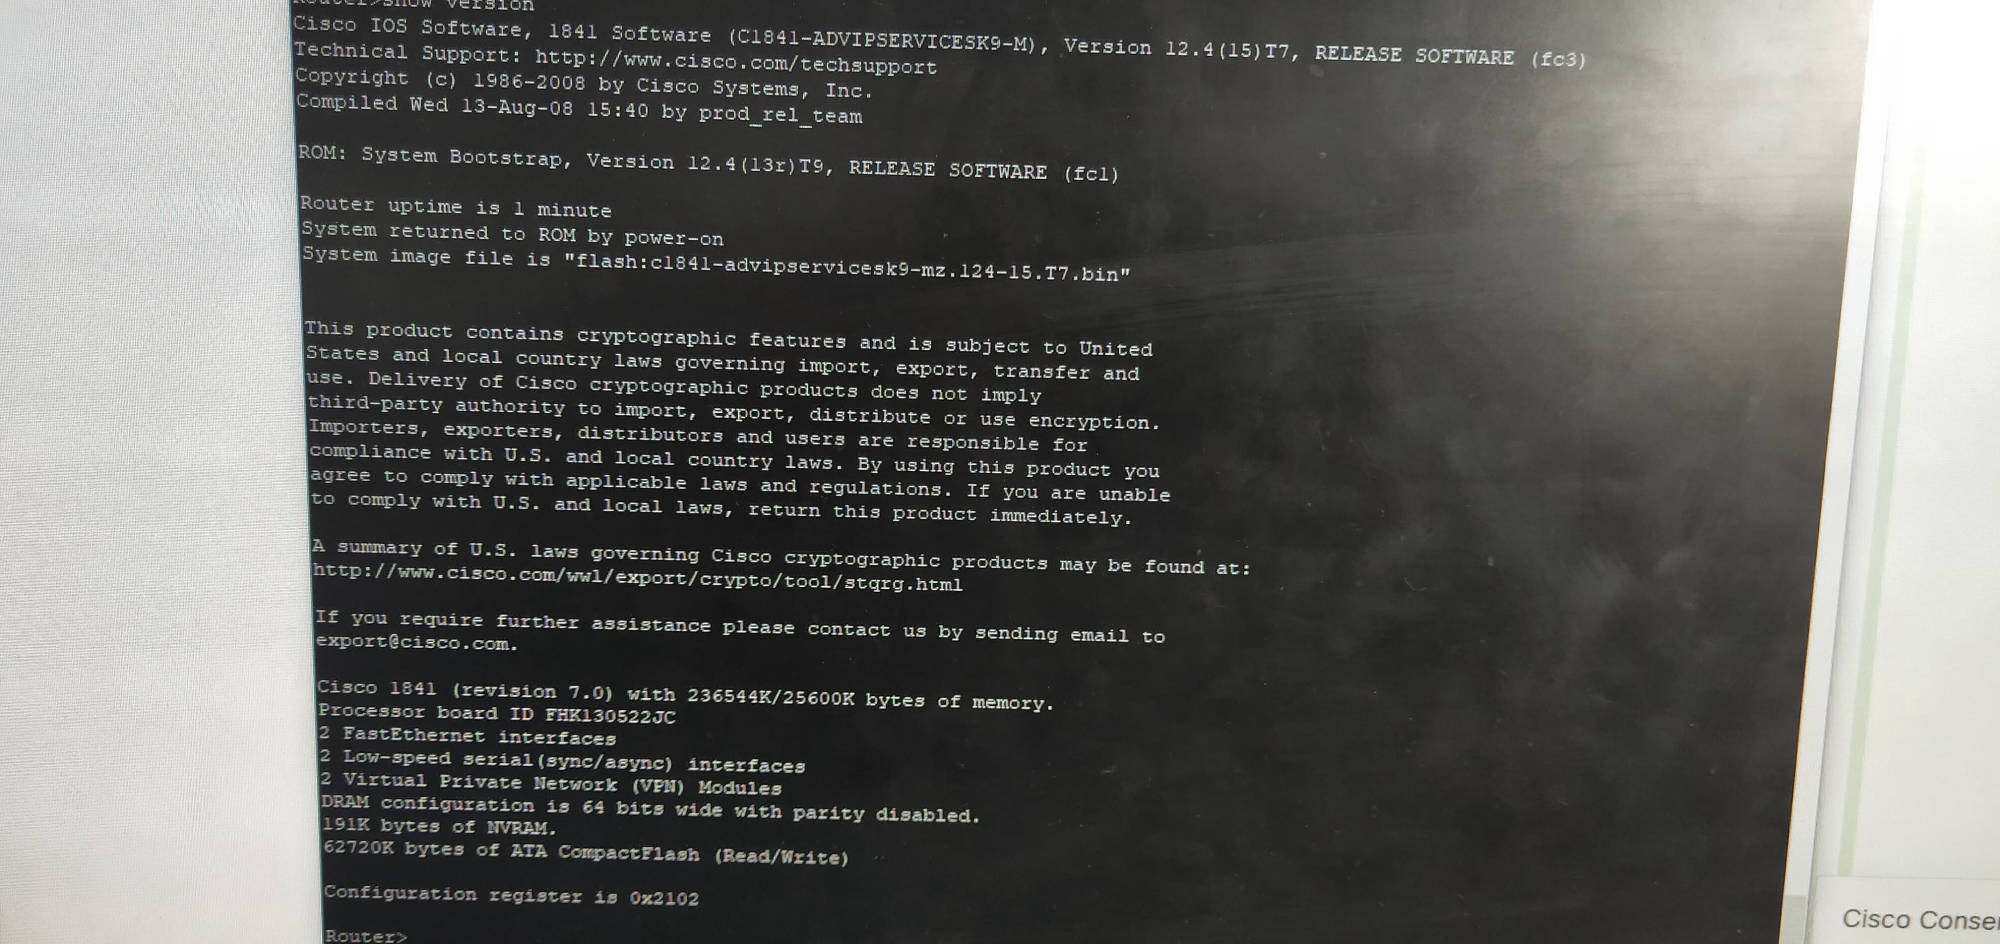 Router>show version
Cisco IOS Software, 1841 Software (C1841-ADVIPSERVICESK9-M), Version 12.4(15)T7, RELEASE SOFTWARE (fc3)
Technical Support: http://www.cisco.com/techsupport
Copyright (c) 1986-2008 by Cisco Systems, Inc.
Compiled Wed 13-Aug-08 15:40 by prod_rel_team
ROM: System Bootstrap, Version 12.4(13r)T9, RELEASE SOFTWARE (fc1)
Router uptime is 1 minute
System returned to ROM by power-on
System image file is "flash:c1841-advipservicesk9-mz.124-15.T7.bin"
This product contains cryptographic features and is subject to United
States and local country laws governing import, export, transfer and
use. Delivery of Cisco cryptographic products does not imply
third-party authority to import, export, distribute or use encryption.
Importers, exporters, distributors and users are responsible for
compliance with U.S. and local country laws. By using this product you
agree to comply with applicable laws and regulations. If you are unable
to comply with U.S. and local laws, return this product immediately.
A summary of U.S. laws governing Cisco cryptographic products may be found at:
http://www.cisco.com/wwl/export/crypto/tool/stqrg.html
If you require further assistance please contact us by sending email to
export@cisco.com.
Cisco 1841 (revision 7.0) with 236544K/25600K bytes of memory.
Processor board ID FHK130522JC
2 FastEthernet interfaces
2 Low-speed serial(sync/async) interfaces
2 Virtual Private Network (VPN) Modules
DRAM configuration is 64 bits wide with parity disabled.
191K bytes of NVRAM.
62720K bytes of ATA CompactFlash (Read/Write)
Configuration register is 0x2102
Router>
Cisco Conse